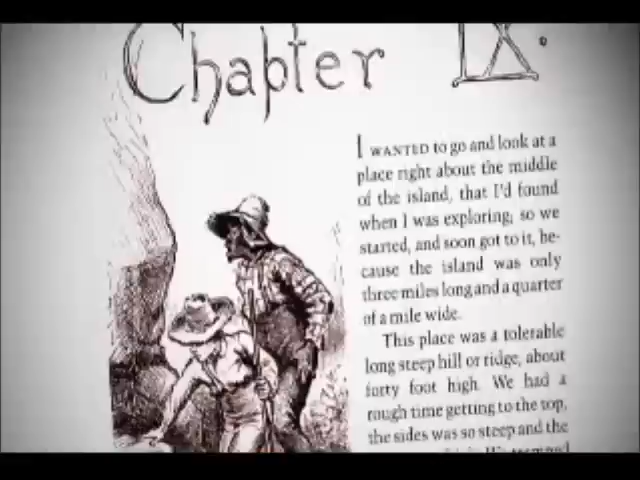 Chapter IX.
I WANTED to go and look at a
place right about the middle
of the island, that I'd found
when I was exploring; so we
started, and soon got to it, be-
cause the island was only
three miles long and a quarter
of a mile wide.
This place was a tolerable
long steep hill or ridge, about
forty foot high. We had a
rough time getting to the top,
the sides was so steep and the